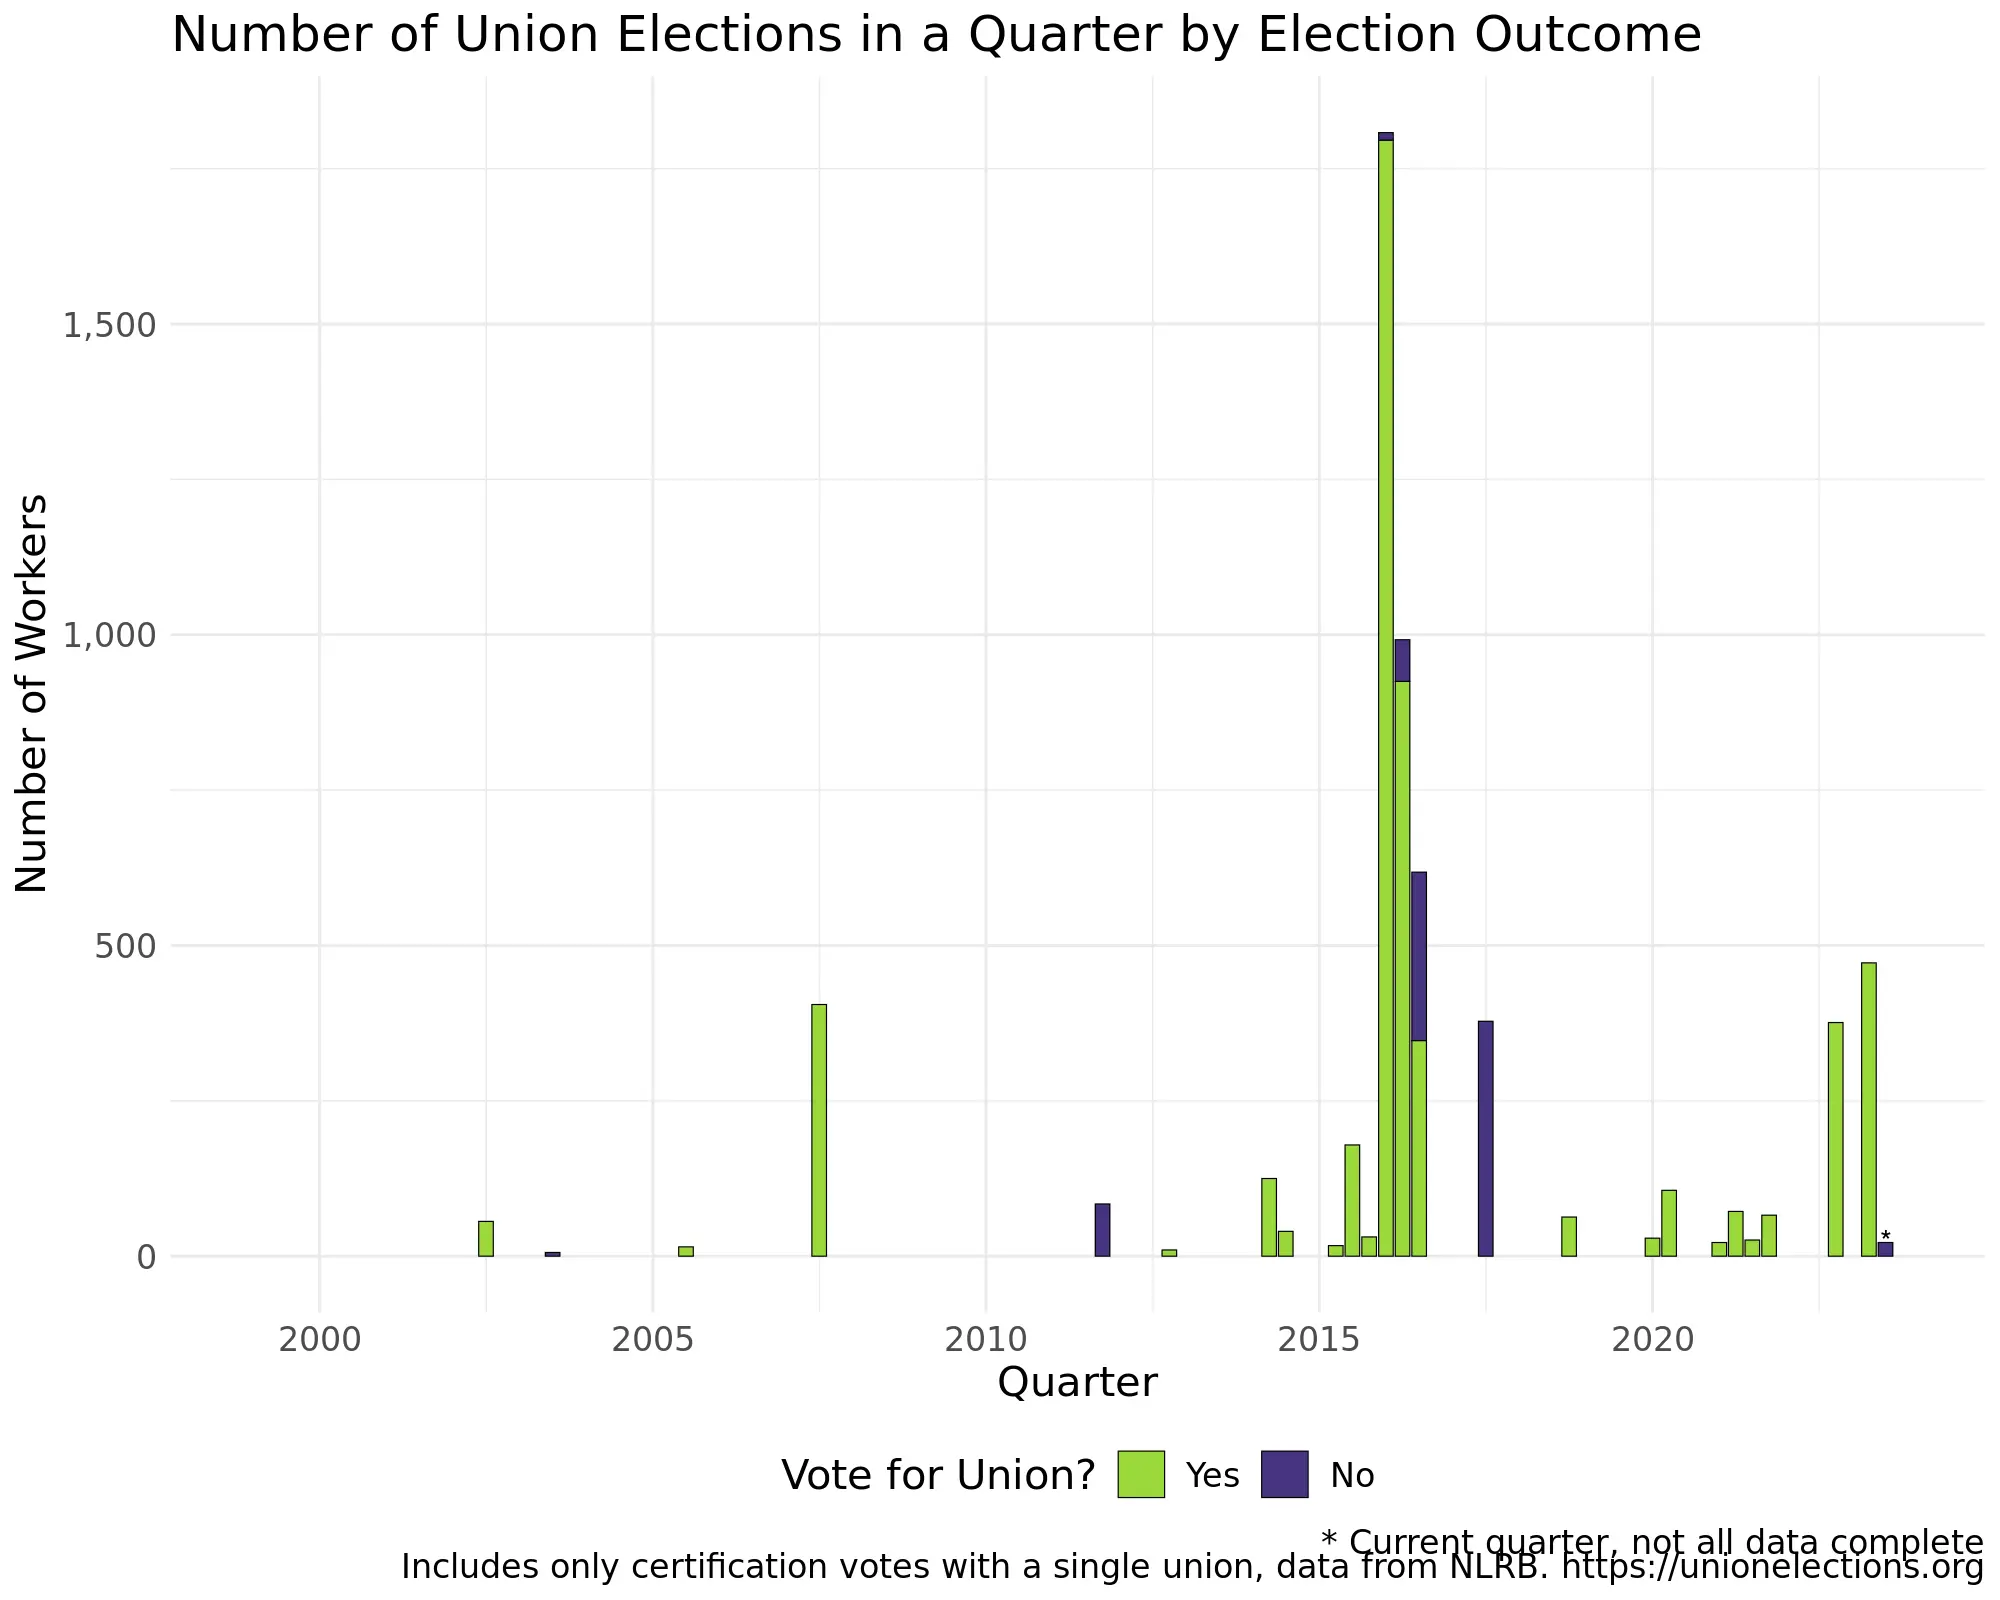 Number of Union Elections in a Quarter by Election Outcome
Number of Workers
1,500
1,000
500
0
*
2000 2005 2010 2015 2020
Quarter
Vote for Union? Yes No
* Current quarter, not all data complete
Includes only certification votes with a single union, data from NLRB. https://unionelections.org